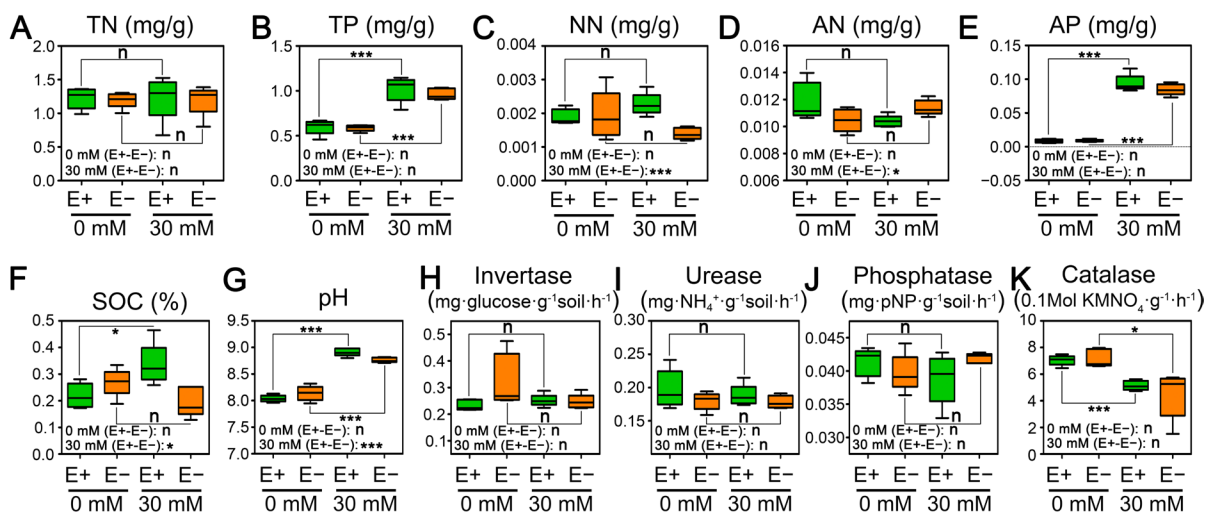 A TN (mg/g)
2.0
1.5
1.0
0.5
0.0
n
n
0 mM (E+-E−): n
30 mM (E+-E−): n
E+ E− E+ E−
0 mM 30 mM
B TP (mg/g)
1.5
1.0
0.5
0.0
***
***
0 mM (E+-E−): n
30 mM (E+-E−): n
E+ E− E+ E−
0 mM 30 mM
C NN (mg/g)
0.004
0.003
0.002
0.001
0.000
n
n
0 mM (E+-E−): n
30 mM (E+-E−):***
E+ E− E+ E−
0 mM 30 mM
D AN (mg/g)
0.016
0.014
0.012
0.010
0.008
0.006
n
n
0 mM (E+-E−): n
30 mM (E+-E−): *
E+ E− E+ E−
0 mM 30 mM
E AP (mg/g)
0.15
0.10
0.05
0.00
−0.05
***
***
0 mM (E+-E−): n
30 mM (E+-E−): n
E+ E− E+ E−
0 mM 30 mM
F SOC (%)
0.5
0.4
0.3
0.2
0.1
0.0
*
n
0 mM (E+-E−): n
30 mM (E+-E−): *
E+ E− E+ E−
0 mM 30 mM
G pH
9.5
9.0
8.5
8.0
7.5
7.0
***
***
0 mM (E+-E−): n
30 mM (E+-E−): ***
E+ E− E+ E−
0 mM 30 mM
H Invertase
(mg·glucose·g⁻¹soil·h⁻¹)
0.5
0.4
0.3
0.2
0.1
n
n
0 mM (E+-E−): n
30 mM (E+-E−): n
E+ E− E+ E−
0 mM 30 mM
I Urease
(mg·NH₄⁺·g⁻¹soil·h⁻¹)
0.30
0.25
0.20
0.15
0.10
n
n
0 mM (E+-E−): n
30 mM (E+-E−): n
E+ E− E+ E−
0 mM 30 mM
J Phosphatase
(mg·pNP·g⁻¹soil·h⁻¹)
0.045
0.040
0.035
0.030
n
n
0 mM (E+-E−): n
30 mM (E+-E−): n
E+ E− E+ E−
0 mM 30 mM
K Catalase
(0.1Mol KMNO₄·g⁻¹·h⁻¹)
10
8
6
4
2
0
*
***
0 mM (E+-E−): n
30 mM (E+-E−): n
E+ E− E+ E−
0 mM 30 mM